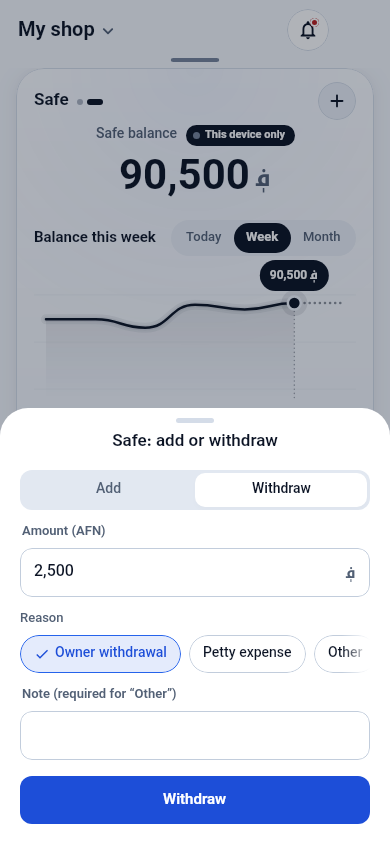 My shop
Safe
Safe balance This device only
90,500 ؋
Balance this week Today Week Month
90,500 ؋
Safe: add or withdraw
Add Withdraw
Amount (AFN)
2,500 ؋
Reason
Owner withdrawal Petty expense Other
Note (required for “Other”)
Withdraw